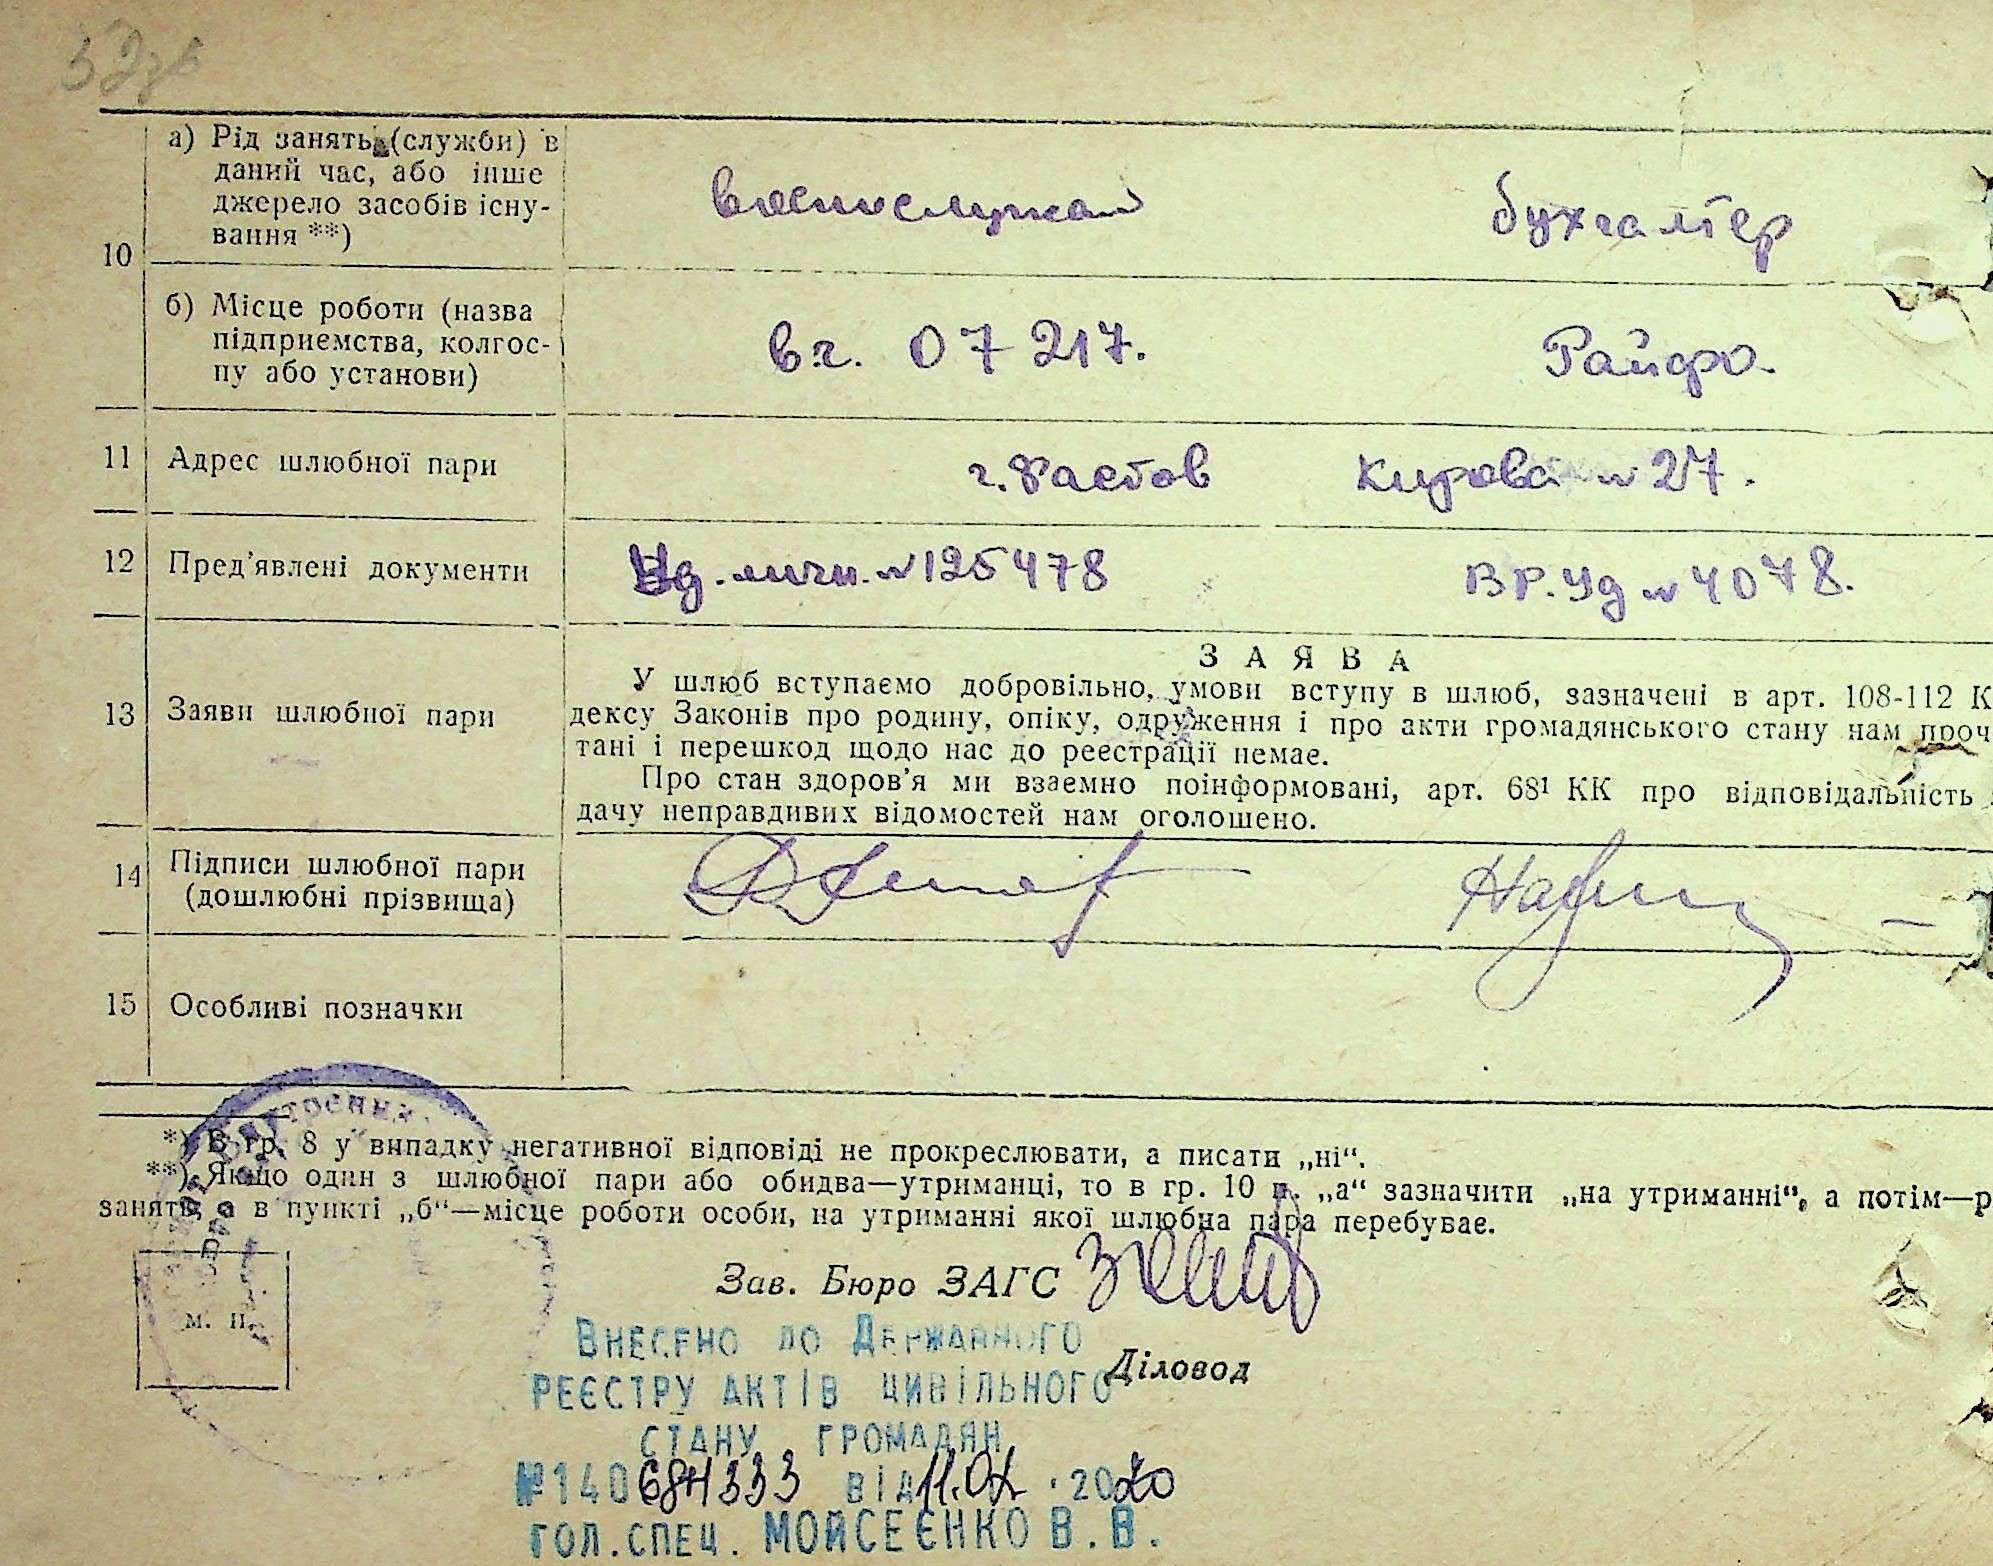 10
а) Рід занять (служби) в
даний час, або інше
джерело засобів існу-
вання **)
военнослужащ
бухгалтер
б) Місце роботи (назва
підприємства, колгос-
пу або установи)
в.ч. 07217.
Райфо.
11 Адрес шлюбної пари
г. Фастов Кирова № 27.
12 Пред'явлені документи
Уд. личн. №125478
ВР. Уд № 4078.
13 Заяви шлюбної пари
ЗАЯВА
У шлюб вступаємо добровільно, умови вступу в шлюб, зазначені в арт. 108-112 К
дексу Законів про родину, опіку, одруження і про акти громадянського стану нам проч
тані і перешкод щодо нас до реєстрації немає.
Про стан здоров'я ми взаємно поінформовані, арт. 68¹ КК про відповідальність
дачу неправдивих відомостей нам оголошено.
14 Підписи шлюбної пари
(дошлюбні прізвища)
15 Особливі позначки
*) В гр. 8 у випадку негативної відповіді не прокреслювати, а писати „ні“.
**) Якщо один з шлюбної пари або обидва—утриманці, то в гр. 10 п. „а“ зазначити „на утриманні“, а потім—р
занять, а в пункті „б“—місце роботи особи, на утриманні якої шлюбна пара перебуває.
м. п.
Зав. Бюро ЗАГС
Діловод
Внесено до Державного
реєстру актів цивільного
стану громадян
№140684333 від 11.02.2020
гол.спец. Мойсеєнко В.В.